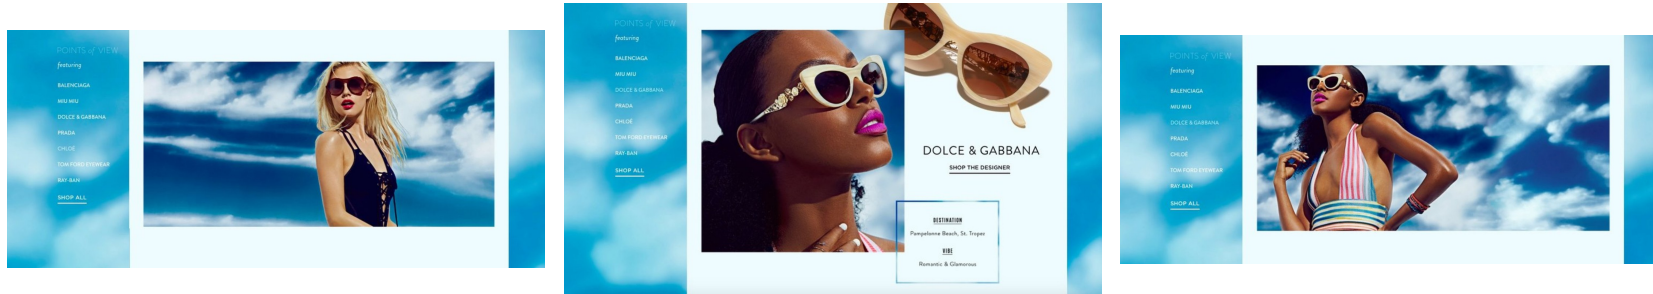 POINTS of VIEW
featuring
BALENCIAGA
MIU MIU
DOLCE & GABBANA
PRADA
CHLOÉ
TOM FORD EYEWEAR
RAY-BAN
SHOP ALL
POINTS of VIEW
featuring
BALENCIAGA
MIU MIU
DOLCE & GABBANA
PRADA
CHLOÉ
TOM FORD EYEWEAR
RAY-BAN
SHOP ALL
DOLCE & GABBANA
SHOP THE DESIGNER
DESTINATION
Pampelonne Beach, St. Tropez
VIBE
Romantic & Glamorous
POINTS of VIEW
featuring
BALENCIAGA
MIU MIU
DOLCE & GABBANA
PRADA
CHLOÉ
TOM FORD EYEWEAR
RAY-BAN
SHOP ALL